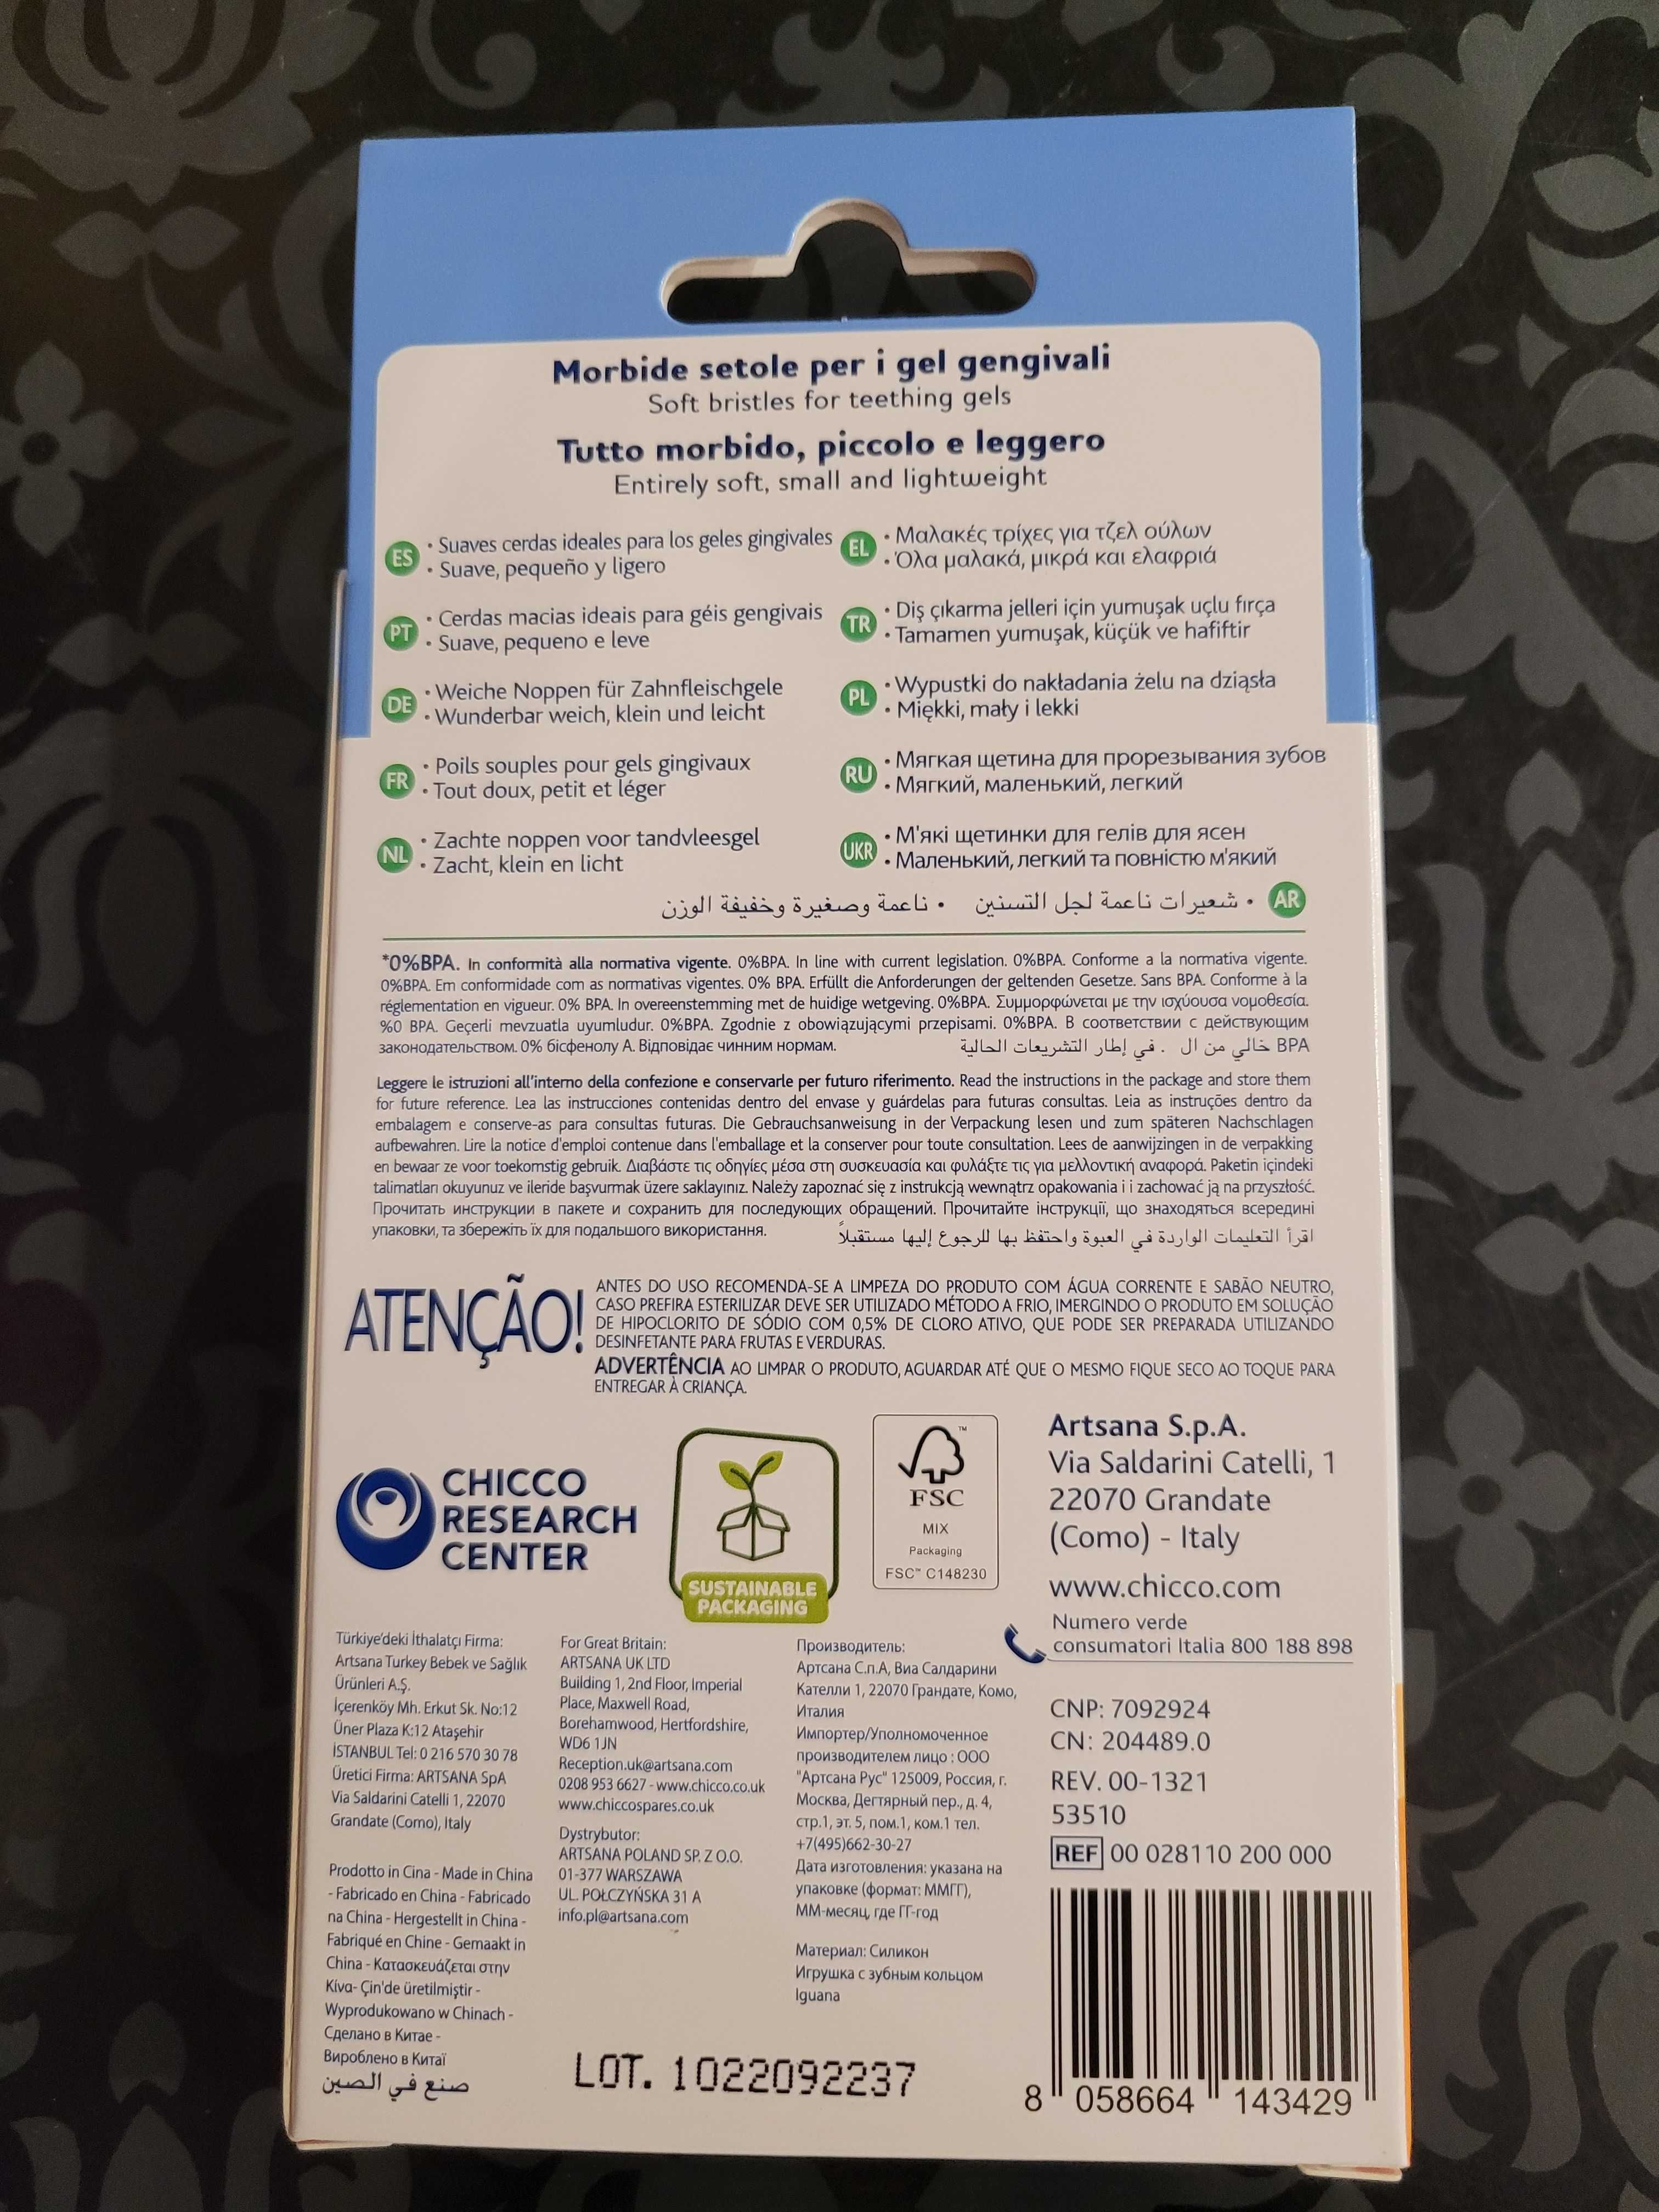 Morbide setole per i gel gengivali
Soft bristles for teething gels
Tutto morbido, piccolo e leggero
Entirely soft, small and lightweight
ES
• Suaves cerdas ideales para los geles gingivales
• Suave, pequeño y ligero
PT
• Cerdas macias ideais para géis gengivais
• Suave, pequeno e leve
DE
• Weiche Noppen für Zahnfleischgele
• Wunderbar weich, klein und leicht
FR
• Poils souples pour gels gingivaux
• Tout doux, petit et léger
NL
• Zachte noppen voor tandvleesgel
• Zacht, klein en licht
EL
• Μαλακές τρίχες για τζελ ούλων
• Όλα μαλακά, μικρά και ελαφριά
TR
• Diş çıkarma jelleri için yumuşak uçlu fırça
• Tamamen yumuşak, küçük ve hafiftir
PL
• Wypustki do nakładania żelu na dziąsła
• Miękki, mały i lekki
RU
• Мягкая щетина для прорезывания зубов
• Мягкий, маленький, легкий
UKR
• М'які щетинки для гелів для ясен
• Маленький, легкий та повністю м'який
AR • شعيرات ناعمة لجل التسنين • ناعمة وصغيرة وخفيفة الوزن
*0%BPA. In conformità alla normativa vigente. 0%BPA. In line with current legislation. 0%BPA. Conforme a la normativa vigente.
0%BPA. Em conformidade com as normativas vigentes. 0% BPA. Erfüllt die Anforderungen der geltenden Gesetze. Sans BPA. Conforme à la
réglementation en vigueur. 0% BPA. In overeenstemming met de huidige wetgeving. 0%BPA. Συμμορφώνεται με την ισχύουσα νομοθεσία.
%0 BPA. Geçerli mevzuatla uyumludur. 0%BPA. Zgodnie z obowiązującymi przepisami. 0%BPA. В соответствии с действующим
законодательством. 0% бісфенолу А. Відповідає чинним нормам. BPA خالي من ال . في إطار التشريعات الحالية
Leggere le istruzioni all'interno della confezione e conservarle per futuro riferimento. Read the instructions in the package and store them
for future reference. Lea las instrucciones contenidas dentro del envase y guárdelas para futuras consultas. Leia as instruções dentro da
embalagem e conserve-as para consultas futuras. Die Gebrauchsanweisung in der Verpackung lesen und zum späteren Nachschlagen
aufbewahren. Lire la notice d'emploi contenue dans l'emballage et la conserver pour toute consultation. Lees de aanwijzingen in de verpakking
en bewaar ze voor toekomstig gebruik. Διαβάστε τις οδηγίες μέσα στη συσκευασία και φυλάξτε τις για μελλοντική αναφορά. Paketin içindeki
talimatları okuyunuz ve ileride başvurmak üzere saklayınız. Należy zapoznać się z instrukcją wewnątrz opakowania i i zachować ją na przyszłość.
Прочитать инструкции в пакете и сохранить для последующих обращений. Прочитайте інструкції, що знаходяться всередині
упаковки, та збережіть їх для подальшого використання. اقرأ التعليمات الواردة في العبوة واحتفظ بها للرجوع إليها مستقبلاً
ATENÇÃO!
ANTES DO USO RECOMENDA-SE A LIMPEZA DO PRODUTO COM ÁGUA CORRENTE E SABÃO NEUTRO,
CASO PREFIRA ESTERILIZAR DEVE SER UTILIZADO MÉTODO A FRIO, IMERGINDO O PRODUTO EM SOLUÇÃO
DE HIPOCLORITO DE SÓDIO COM 0,5% DE CLORO ATIVO, QUE PODE SER PREPARADA UTILIZANDO
DESINFETANTE PARA FRUTAS E VERDURAS.
ADVERTÊNCIA AO LIMPAR O PRODUTO, AGUARDAR ATÉ QUE O MESMO FIQUE SECO AO TOQUE PARA
ENTREGAR À CRIANÇA.
CHICCO
RESEARCH
CENTER
SUSTAINABLE
PACKAGING
™
FSC
MIX
Packaging
FSC™ C148230
Artsana S.p.A.
Via Saldarini Catelli, 1
22070 Grandate
(Como) - Italy
www.chicco.com
Numero verde
consumatori Italia 800 188 898
Türkiye'deki İthalatçı Firma:
Artsana Turkey Bebek ve Sağlık
Ürünleri A.Ş.
İçerenköy Mh. Erkut Sk. No:12
Üner Plaza K:12 Ataşehir
İSTANBUL Tel: 0 216 570 30 78
Üretici Firma: ARTSANA SpA
Via Saldarini Catelli 1, 22070
Grandate (Como), Italy
Prodotto in Cina - Made in China
- Fabricado en China - Fabricado
na China - Hergestellt in China -
Fabriqué en Chine - Gemaakt in
China - Κατασκευάζεται στην
Κίνα- Çin'de üretilmiştir -
Wyprodukowano w Chinach -
Сделано в Китае -
Вироблено в Китаї
صنع في الصين
For Great Britain:
ARTSANA UK LTD
Building 1, 2nd Floor, Imperial
Place, Maxwell Road,
Borehamwood, Hertfordshire,
WD6 1JN
Reception.uk@artsana.com
0208 953 6627 - www.chicco.co.uk
www.chiccospares.co.uk
Dystrybutor:
ARTSANA POLAND SP. Z O.O.
01-377 WARSZAWA
UL. POŁCZYŃSKA 31 A
info.pl@artsana.com
Производитель:
Артсана С.п.А, Виа Салдарини
Кателли 1, 22070 Грандате, Комо,
Италия
Импортер/Уполномоченное
производителем лицо : ООО
"Артсана Рус" 125009, Россия, г.
Москва, Дегтярный пер., д. 4,
стр.1, эт. 5, пом.1, ком.1 тел.
+7(495)662-30-27
Дата изготовления: указана на
упаковке (формат: ММГГ),
ММ-месяц, где ГГ-год
Материал: Силикон
Игрушка с зубным кольцом
Iguana
CNP: 7092924
CN: 204489.0
REV. 00-1321
53510
REF 00 028110 200 000
LOT. 1022092237
8 058664 143429